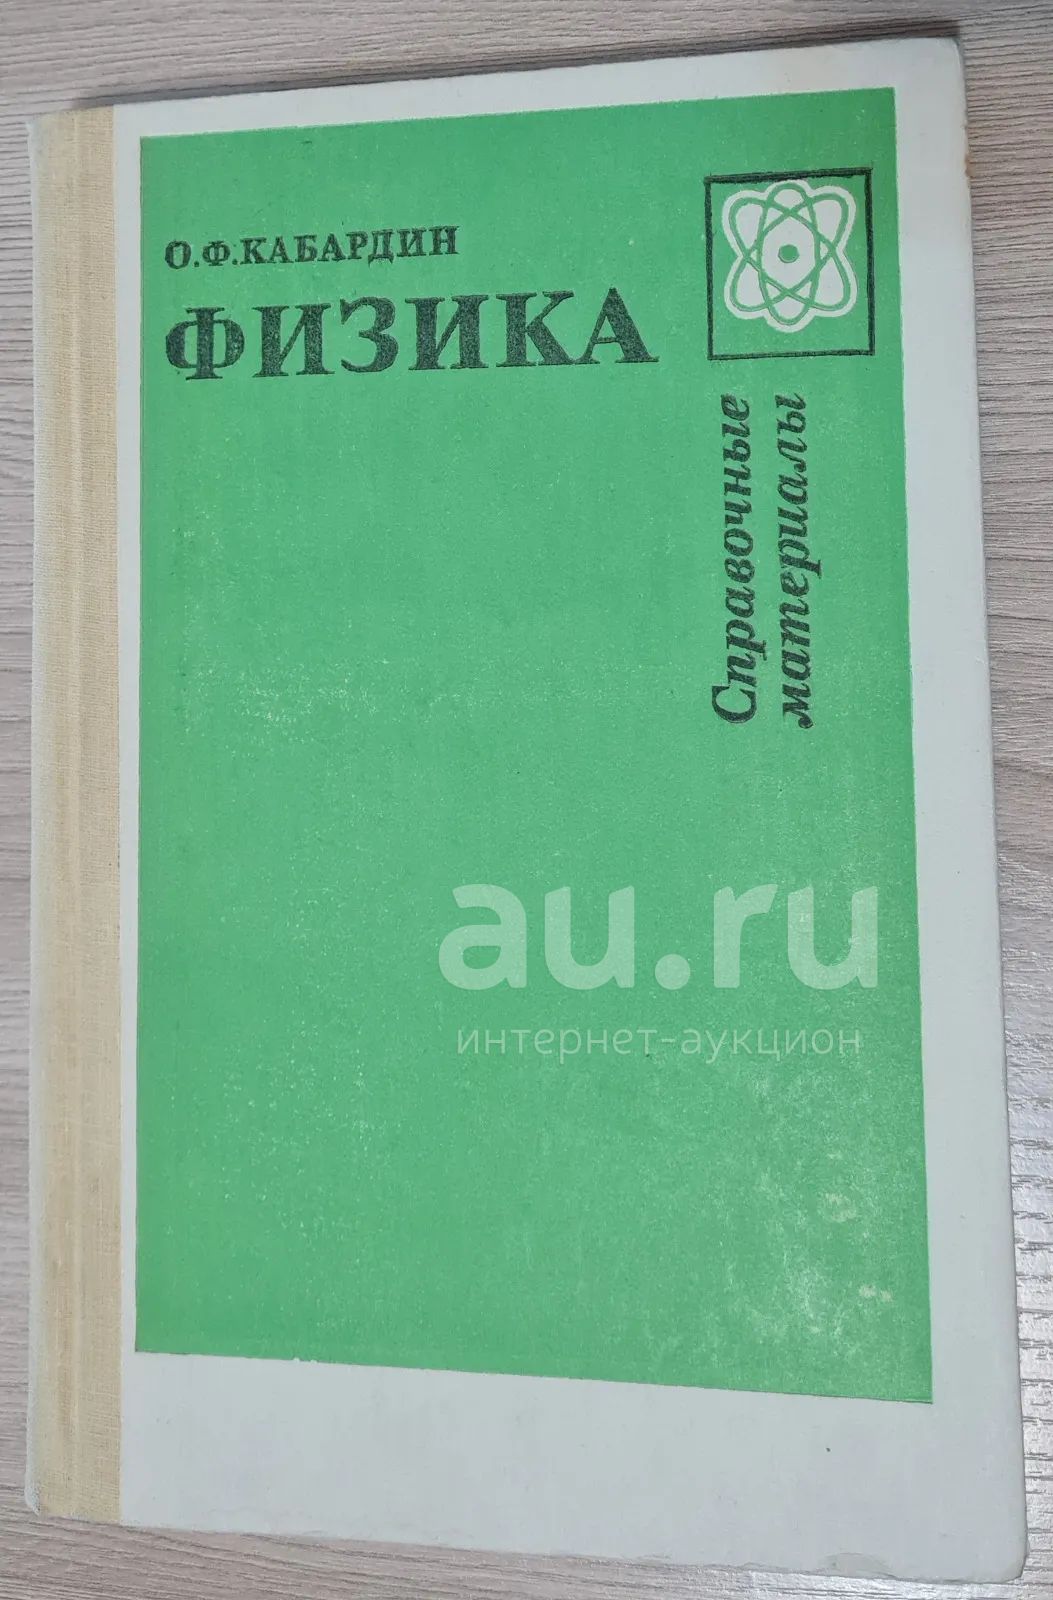 О.Ф.КАБАРДИН
ФИЗИКА
Справочные
материалы
au.ru
интернет-аукцион